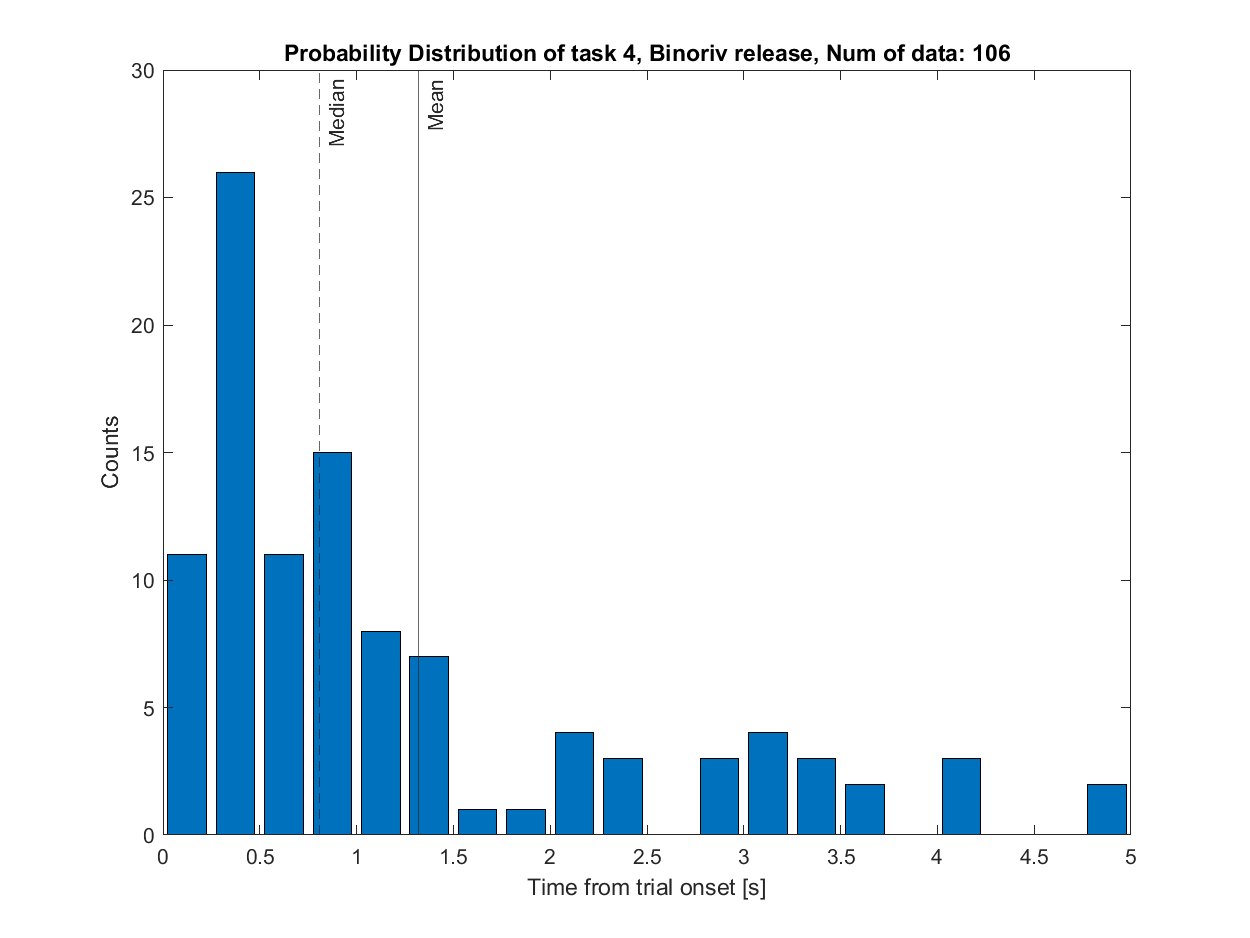 Probability Distribution of task 4, Binoriv release, Num of data: 106
30
25
20
15
10
5
0
Counts
Median
Mean
0 0.5 1 1.5 2 2.5 3 3.5 4 4.5 5
Time from trial onset [s]